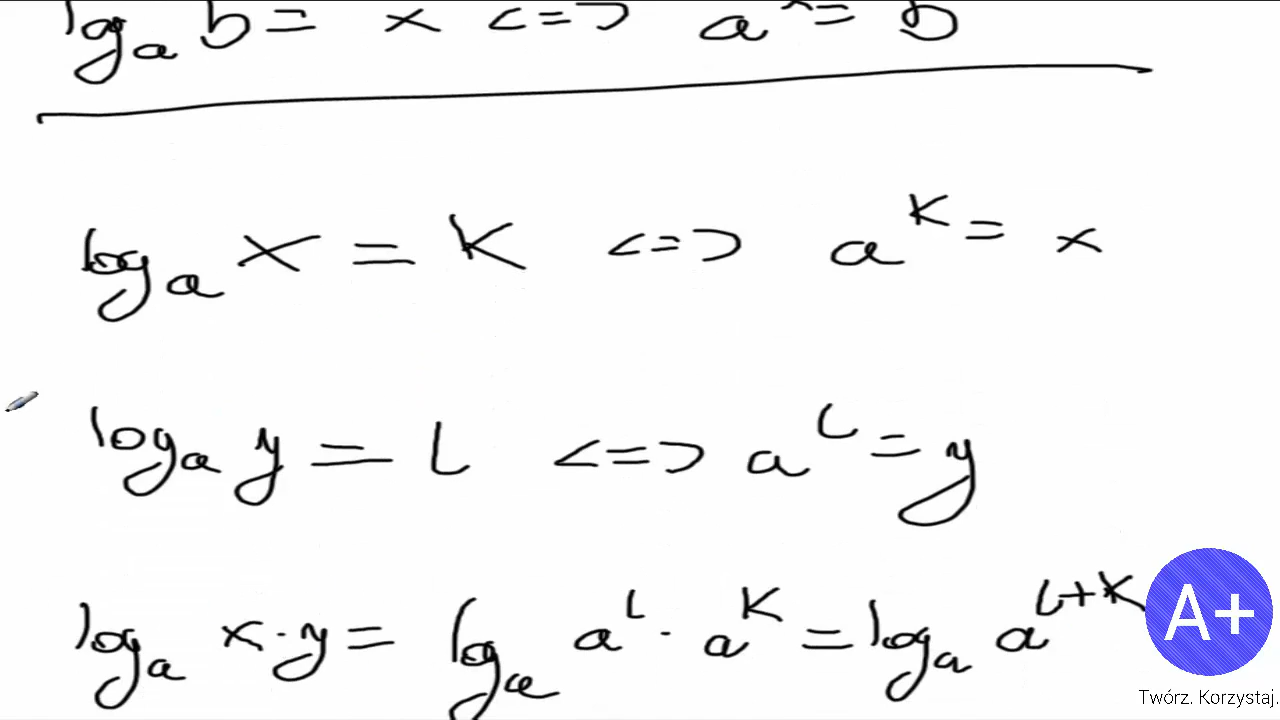 log_a b = x <=> a^x = b
log_a x = K <=> a^K = x
log_a y = L <=> a^L = y
log_a x · y = log_a a^L · a^K = log_a a^(L+K)
A+
Twórz. Korzystaj.